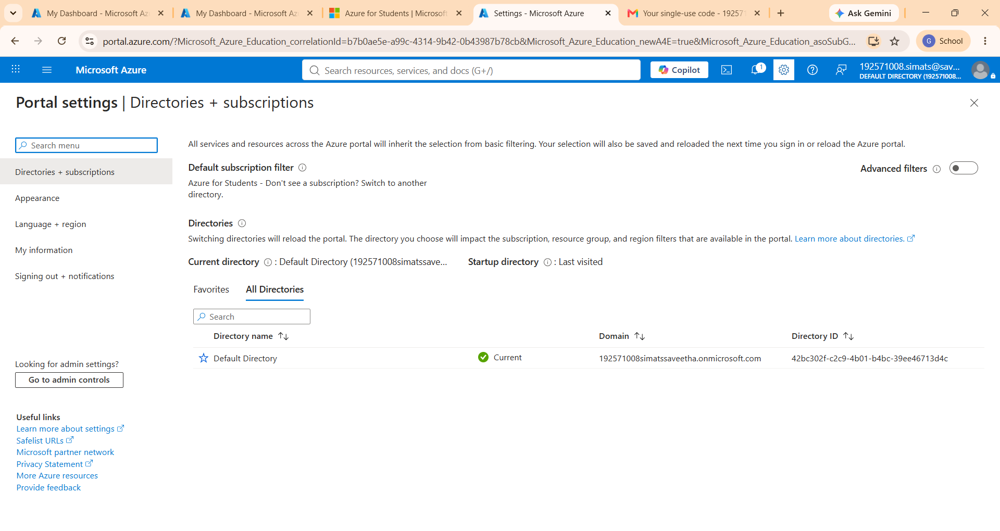 My Dashboard - Microsoft Az
My Dashboard - Microsoft Az
Azure for Students | Microsoft
Settings - Microsoft Azure
Your single-use code - 19257
Ask Gemini
portal.azure.com/?Microsoft_Azure_Education_correlationId=b7b0ae5e-a99c-4314-9b42-0b43987b78cb&Microsoft_Azure_Education_newA4E=true&Microsoft_Azure_Education_asoSubG...
G School
Microsoft Azure
Search resources, services, and docs (G+/)
Copilot
1
192571008.simats@sav...
DEFAULT DIRECTORY (192571008...
Portal settings | Directories + subscriptions
Search menu
Directories + subscriptions
Appearance
Language + region
My information
Signing out + notifications
Looking for admin settings?
Go to admin controls
Useful links
Learn more about settings
Safelist URLs
Microsoft partner network
Privacy Statement
More Azure resources
Provide feedback
All services and resources across the Azure portal will inherit the selection from basic filtering. Your selection will also be saved and reloaded the next time you sign in or reload the Azure portal.
Default subscription filter
Advanced filters
Azure for Students - Don't see a subscription? Switch to another
directory.
Directories
Switching directories will reload the portal. The directory you choose will impact the subscription, resource group, and region filters that are available in the portal. Learn more about directories.
Current directory : Default Directory (192571008simatssave...
Startup directory : Last visited
Favorites
All Directories
Search
Directory name
Domain
Directory ID
Default Directory
Current
192571008simatssaveetha.onmicrosoft.com
42bc302f-c2c9-4b01-b4bc-39ee46713d4c